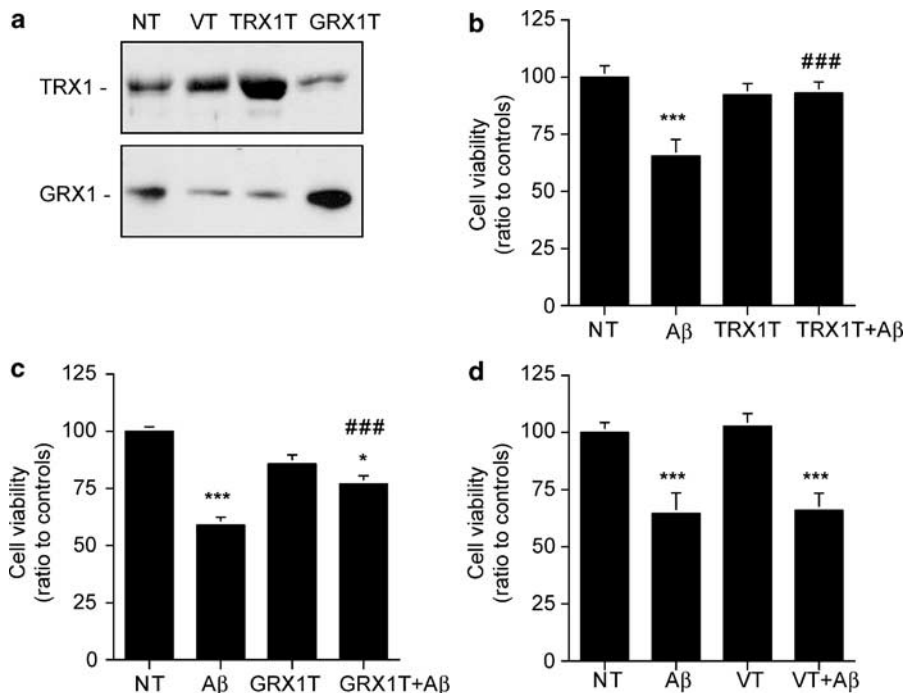 a
NT VT TRX1T GRX1T
TRX1 -
GRX1 -
b
Cell viability
(ratio to controls)
125
100
75
50
25
0
***
###
NT Aβ TRX1T TRX1T+Aβ
c
Cell viability
(ratio to controls)
125
100
75
50
25
0
***
###
*
NT Aβ GRX1T GRX1T+Aβ
d
Cell viability
(ratio to controls)
125
100
75
50
25
0
***
***
NT Aβ VT VT+Aβ